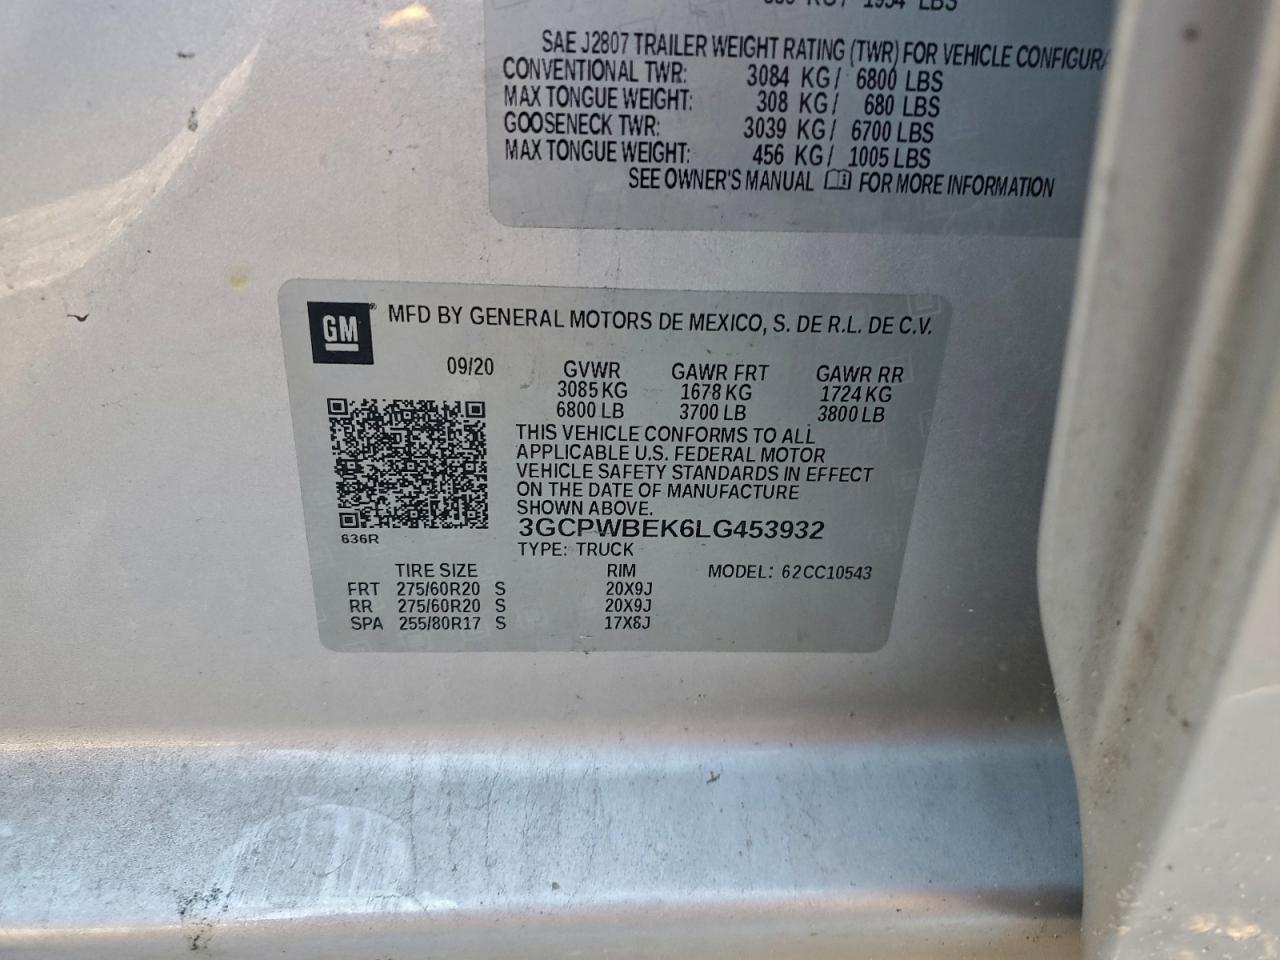 SAE J2807 TRAILER WEIGHT RATING (TWR) FOR VEHICLE
CONVENTIONAL TWR: 3084 KG/ 6800 LBS
MAX TONGUE WEIGHT: 308 KG/ 680 LBS
GOOSENECK TWR: 3039 KG/ 6700 LBS
MAX TONGUE WEIGHT: 456 KG/ 1005 LBS
SEE OWNER'S MANUAL FOR MORE INFORMATION
GM ® MFD BY GENERAL MOTORS DE MEXICO, S. DE R.L. DE C.V.
09/20 GVWR GAWR FRT GAWR RR
3085 KG 1678 KG 1724 KG
6800 LB 3700 LB 3800 LB
THIS VEHICLE CONFORMS TO ALL
APPLICABLE U.S. FEDERAL MOTOR
VEHICLE SAFETY STANDARDS IN EFFECT
ON THE DATE OF MANUFACTURE
SHOWN ABOVE.
3GCPWBEK6LG453932
636R
TYPE: TRUCK
TIRE SIZE RIM MODEL: 62CC10543
FRT 275/60R20 S 20X9J
RR 275/60R20 S 20X9J
SPA 255/80R17 S 17X8J